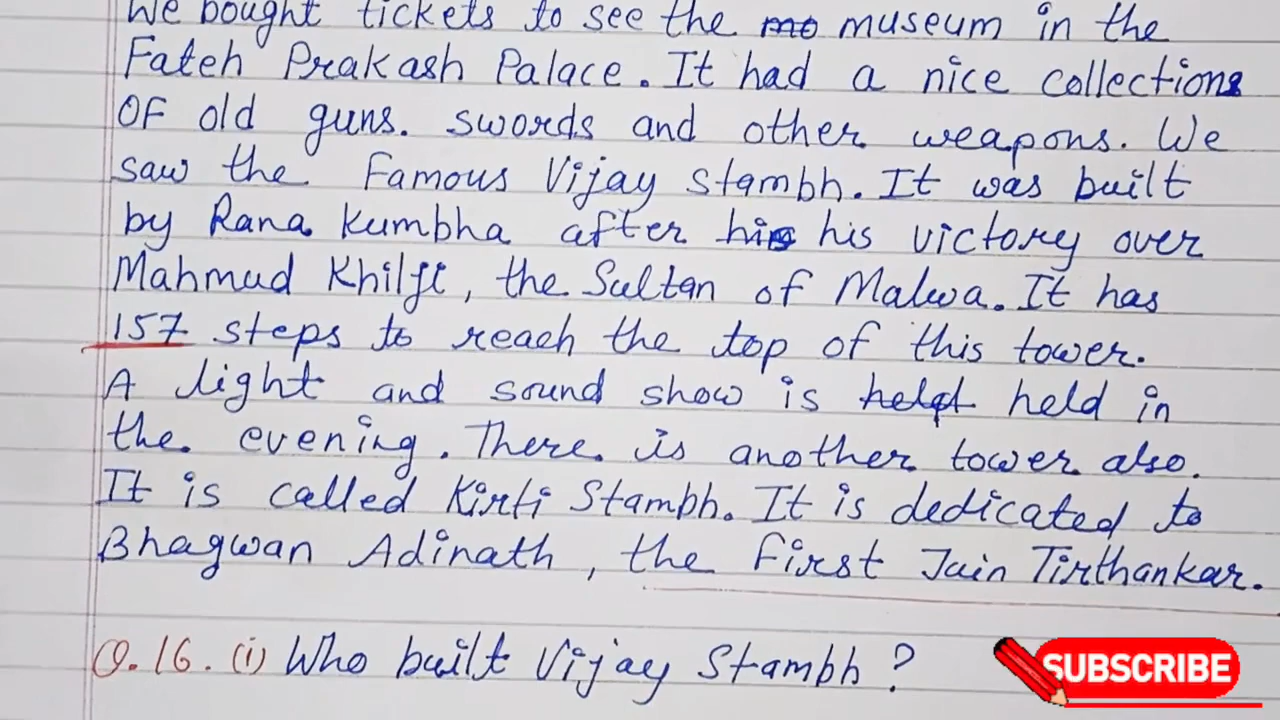 We bought tickets to see the mo museum in the
Fateh Prakash Palace. It had a nice collections
of old guns. swords and other weapons. We
saw the Famous Vijay Stambh. It was built
by Rana Kumbha after his his victory over
Mahmud Khilji, the Sultan of Malwa. It has
157 steps to reach the top of this tower.
A light and sound show is help held in
the evening. There is another tower also.
It is called Kirti Stambh. It is dedicated to
Bhagwan Adinath, the first Jain Tirthankar.
Q.16. (i) Who built Vijay Stambh ?
SUBSCRIBE